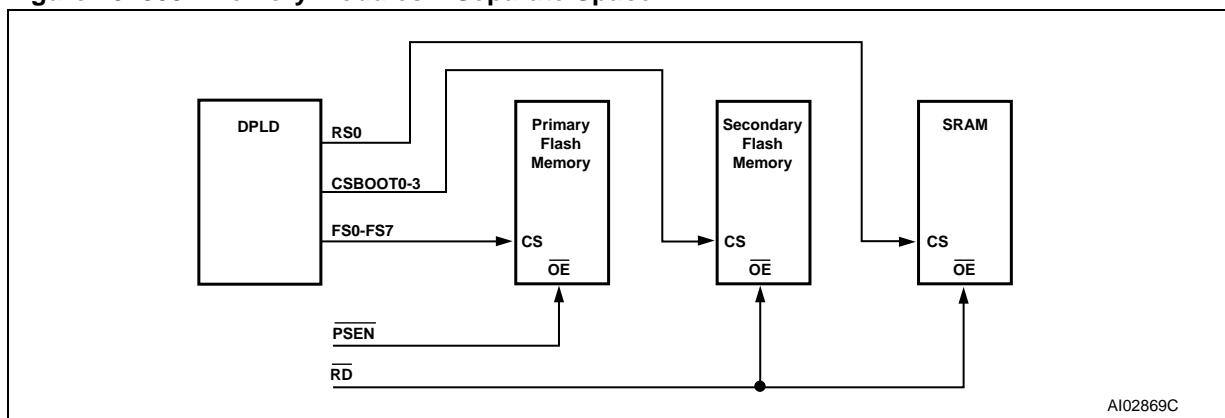 DPLD
RS0
CSBOOT0-3
FS0-FS7
Primary
Flash
Memory
CS
OE
Secondary
Flash
Memory
CS
OE
SRAM
CS
OE
PSEN
RD
AI02869C